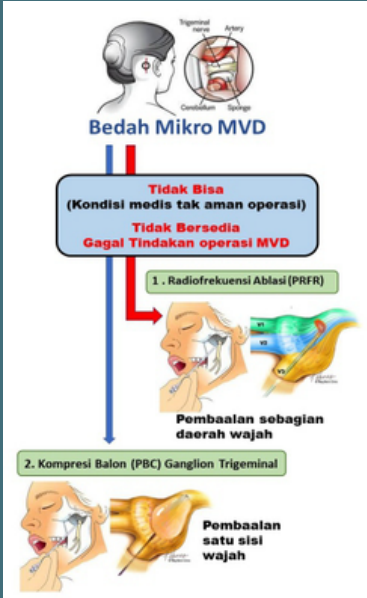 Trigeminal nerve
Artery
Cerebellum
Sponge
Bedah Mikro MVD
Tidak Bisa
(Kondisi medis tak aman operasi)
Tidak Bersedia
Gagal Tindakan operasi MVD
1 . Radiofrekuensi Ablasi (PRFR)
V1
V2
V3
Pembaalan sebagian
daerah wajah
2. Kompresi Balon (PBC) Ganglion Trigeminal
Pembaalan
satu sisi
wajah